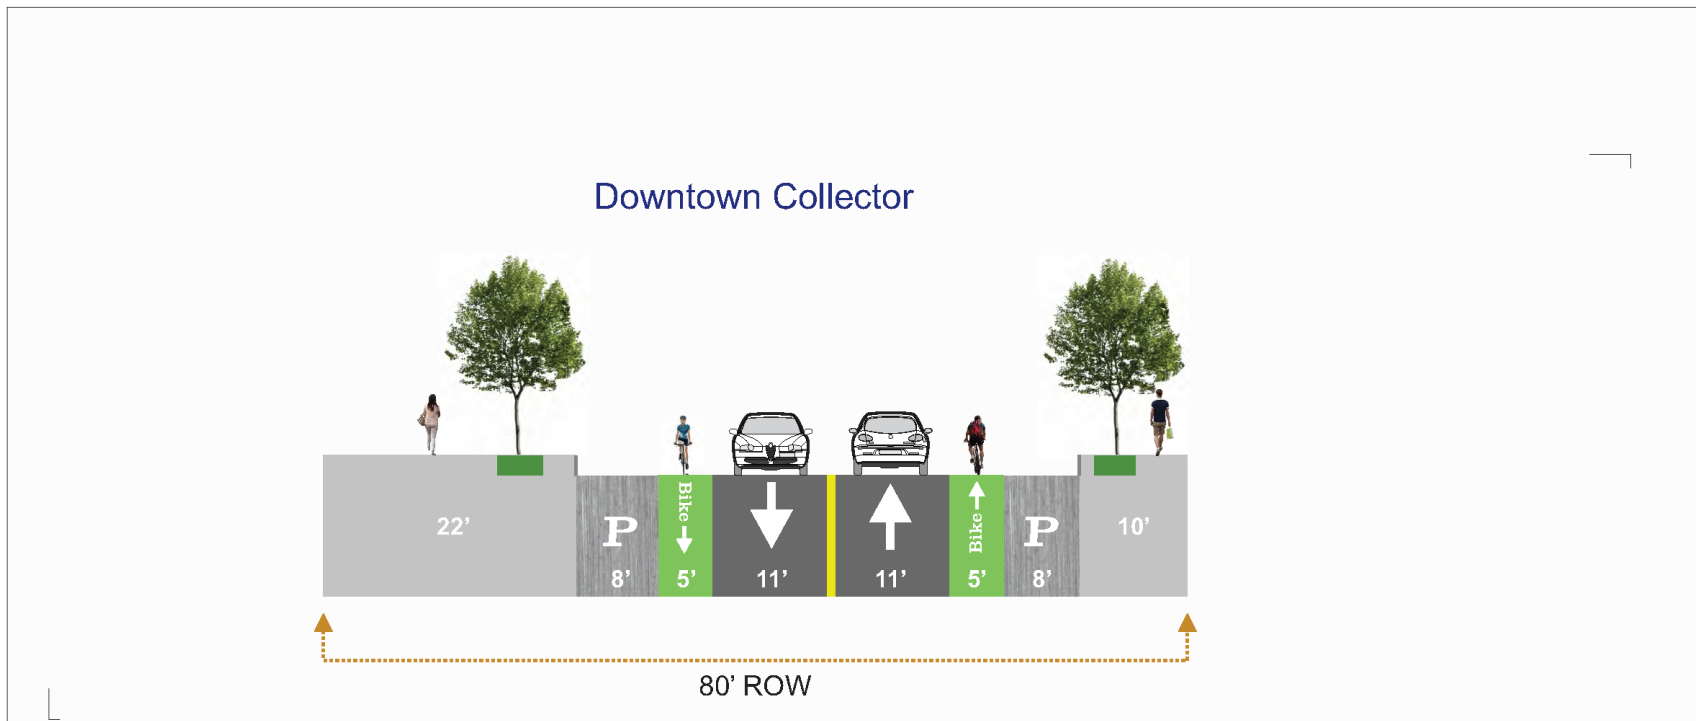 Downtown Collector
22’
P
8’
Bike
5’
11’
11’
Bike
5’
P
8’
10’
80’ ROW